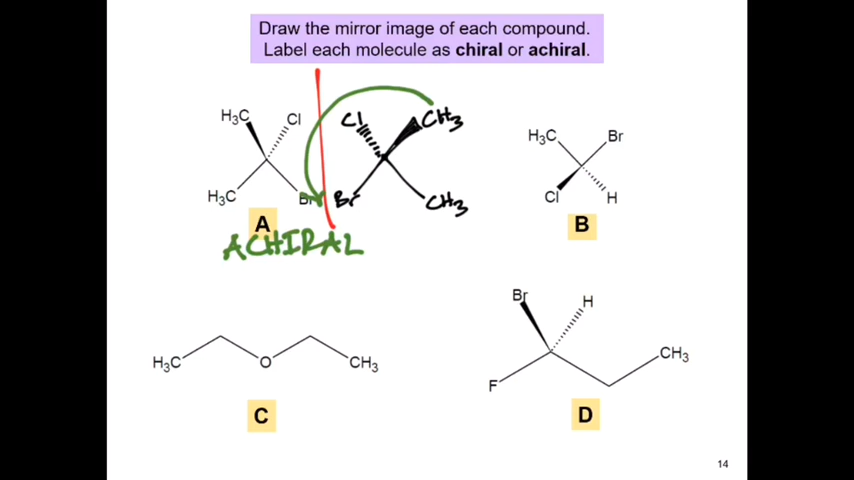 Draw the mirror image of each compound.
Label each molecule as chiral or achiral.
H₃C Cl
H₃C Br
A
ACHIRAL
Cl CH₃
Br CH₃
H₃C Br
Cl H
B
H₃C O CH₃
C
Br H
F CH₃
D
14